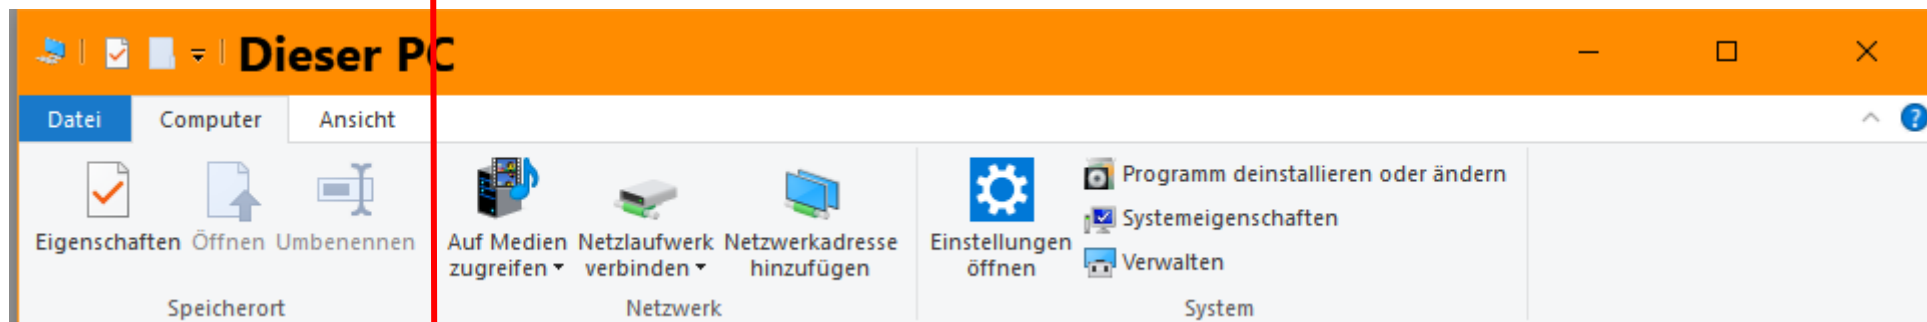 Dieser PC
Datei Computer Ansicht
Eigenschaften Öffnen Umbenennen
Speicherort
Auf Medien zugreifen
Netzlaufwerk verbinden
Netzwerkadresse hinzufügen
Netzwerk
Einstellungen öffnen
Programm deinstallieren oder ändern
Systemeigenschaften
Verwalten
System